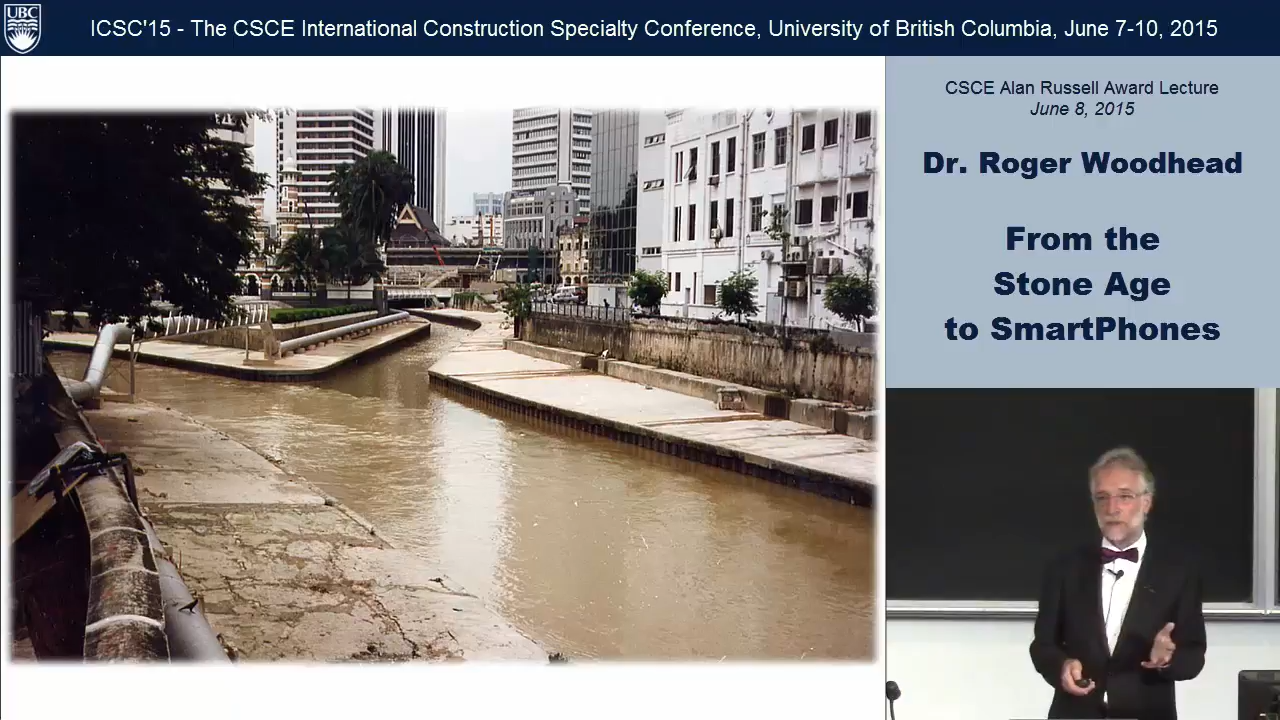 UBC
ICSC'15 - The CSCE International Construction Specialty Conference, University of British Columbia, June 7-10, 2015
CSCE Alan Russell Award Lecture
June 8, 2015
Dr. Roger Woodhead
From the
Stone Age
to SmartPhones